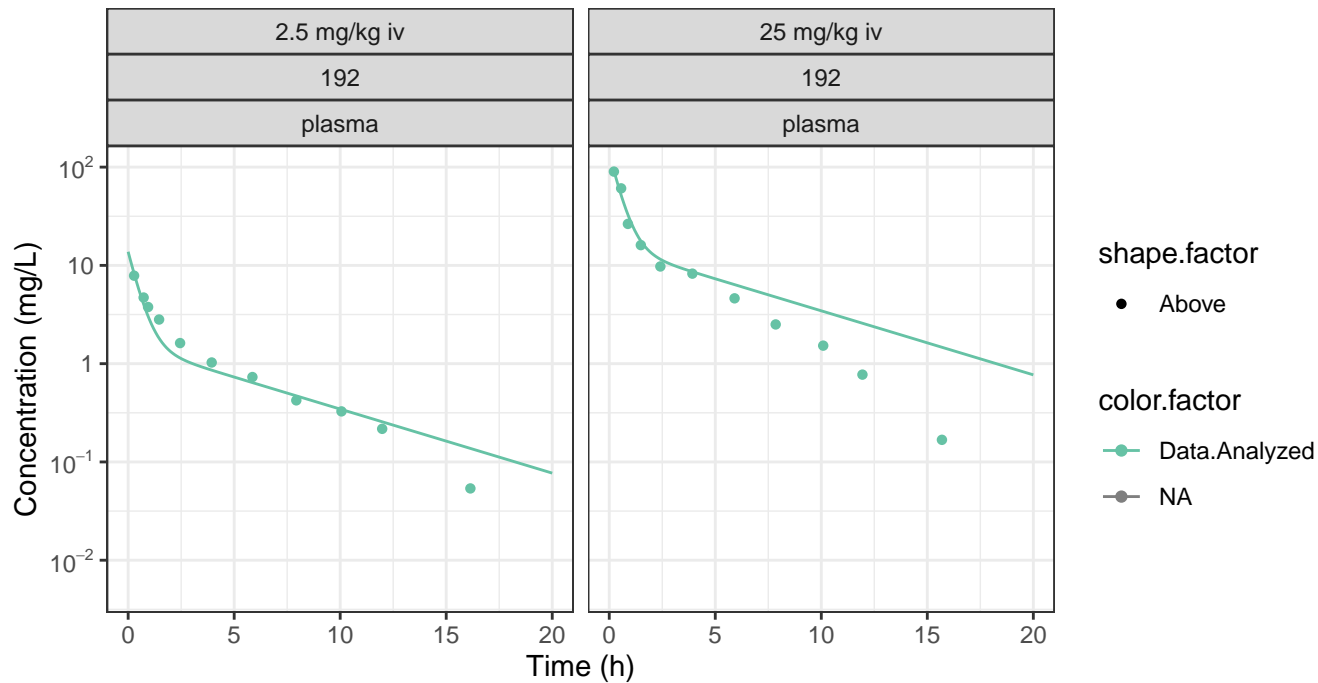 2.5 mg/kg iv
25 mg/kg iv
192
192
plasma
plasma
Concentration (mg/L)
10²
10
1
10⁻¹
10⁻²
0 5 10 15 20
0 5 10 15 20
Time (h)
shape.factor
Above
color.factor
Data.Analyzed
NA